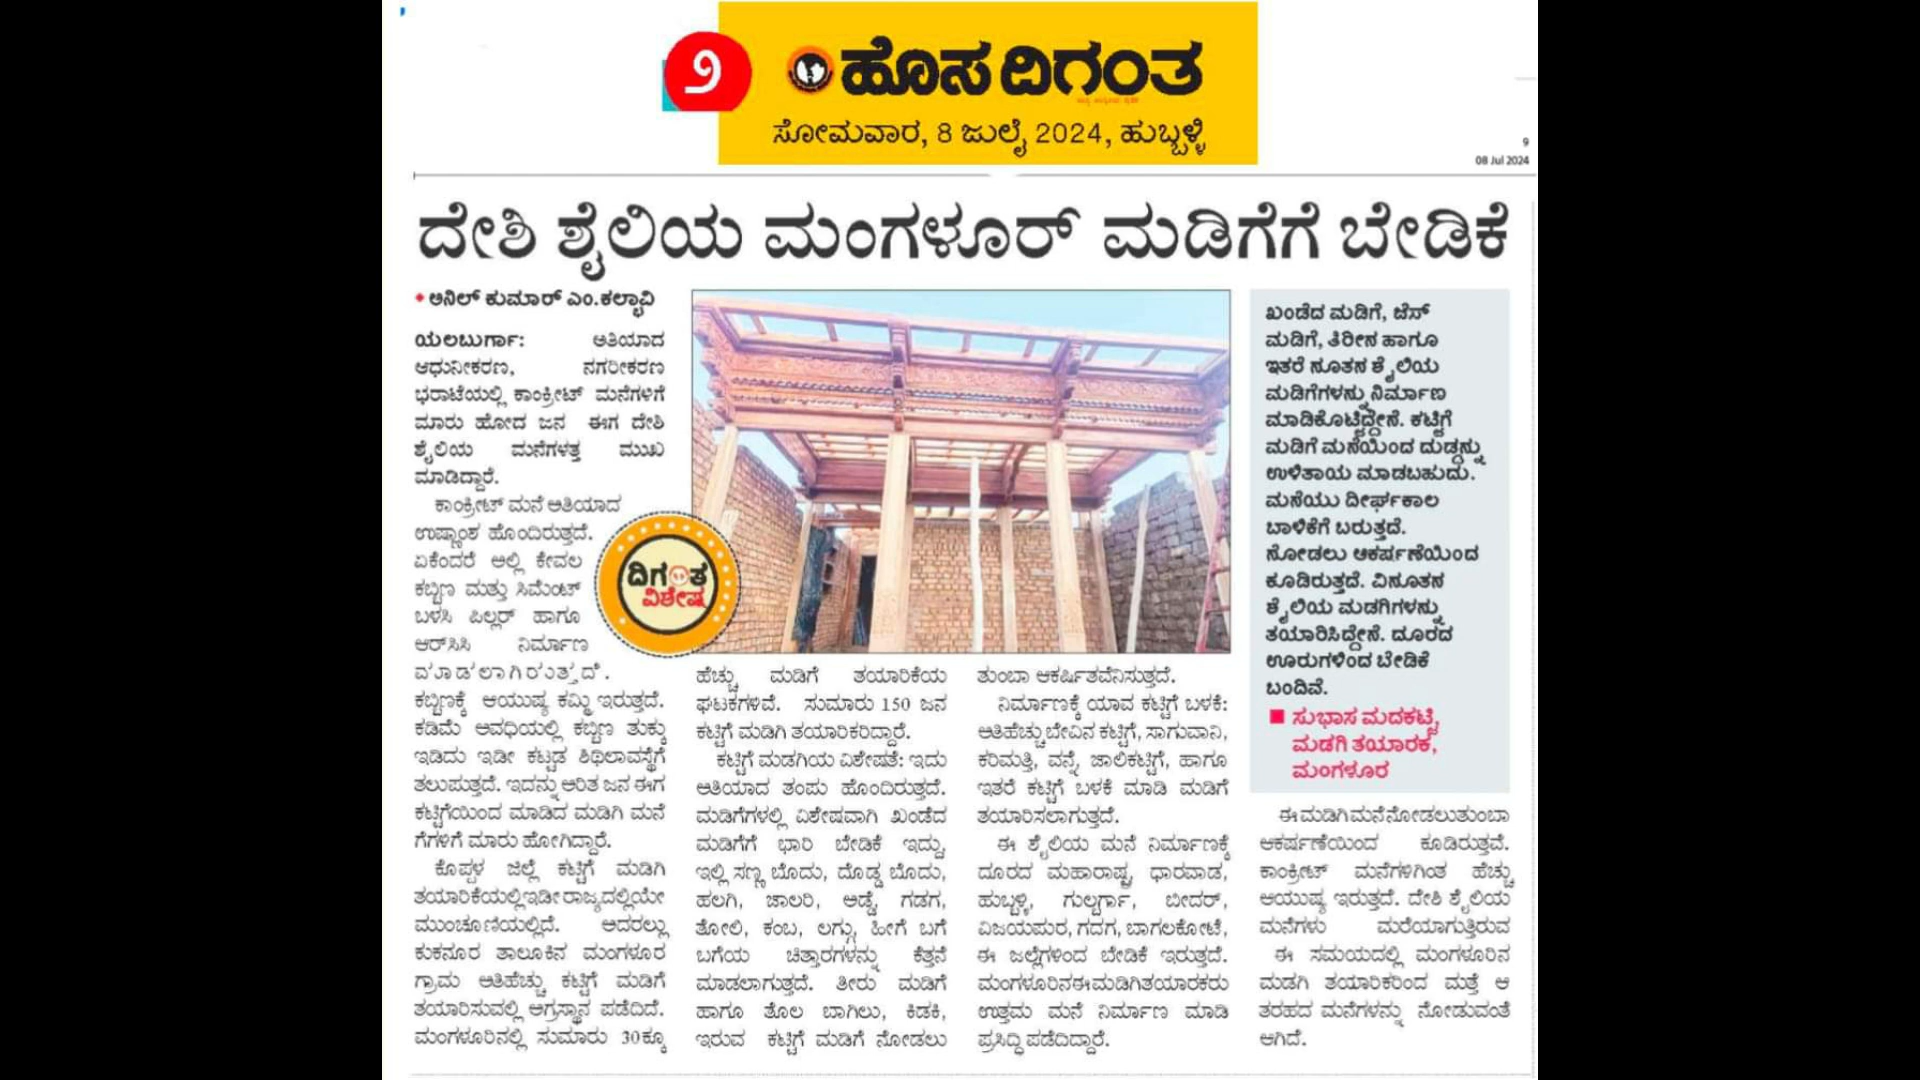 ೨
ಹೊಸ ದಿಗಂತ
ಸೋಮವಾರ, 8 ಜುಲೈ 2024, ಹುಬ್ಬಳ್ಳಿ
9
08 Jul 2024
ದೇಶಿ ಶೈಲಿಯ ಮಂಗಳೂರ್ ಮಡಿಗೆಗೆ ಬೇಡಿಕೆ
ಅನಿಲ್ ಕುಮಾರ್ ಎಂ.ಕಲ್ಭಾವಿ
ಯಲಬುರ್ಗಾ: ಅತಿಯಾದ
ಆಧುನೀಕರಣ, ನಗರೀಕರಣ
ಭರಾಟೆಯಲ್ಲಿ ಕಾಂಕ್ರೀಟ್ ಮನೆಗಳಿಗೆ
ಮಾರು ಹೋದ ಜನ ಈಗ ದೇಶಿ
ಶೈಲಿಯ ಮನೆಗಳತ್ತ ಮುಖ
ಮಾಡಿದ್ದಾರೆ.
ಕಾಂಕ್ರೀಟ್ ಮನೆ ಅತಿಯಾದ
ಉಷ್ಣಾಂಶ ಹೊಂದಿರುತ್ತದೆ.
ಏಕೆಂದರೆ ಅಲ್ಲಿ ಕೇವಲ
ಕಬ್ಬಿಣ ಮತ್ತು ಸಿಮೆಂಟ್
ಬಳಸಿ ಪಿಲ್ಲರ್ ಹಾಗೂ
ಆರ್‌ಸಿಸಿ ನಿರ್ಮಾಣ
ಮಾಡಲಾಗಿರುತ್ತದೆ.
ಕಬ್ಬಿಣಕ್ಕೆ ಆಯುಷ್ಯ ಕಮ್ಮಿ ಇರುತ್ತದೆ.
ಕಡಿಮೆ ಅವಧಿಯಲ್ಲಿ ಕಬ್ಬಿಣ ತುಕ್ಕು
ಇಡಿದು ಇಡೀ ಕಟ್ಟಡ ಶಿಥಿಲಾವಸ್ಥೆಗೆ
ತಲುಪುತ್ತದೆ. ಇದನ್ನು ಅರಿತ ಜನ ಈಗ
ಕಟ್ಟಿಗೆಯಿಂದ ಮಾಡಿದ ಮಡಿಗಿ ಮನೆ
ಗೆಗಳಿಗೆ ಮಾರು ಹೋಗಿದ್ದಾರೆ.
ಕೊಪ್ಪಳ ಜಿಲ್ಲೆ ಕಟ್ಟಿಗೆ ಮಡಿಗಿ
ತಯಾರಿಕೆಯಲ್ಲಿ ಇಡೀ ರಾಜ್ಯದಲ್ಲಿಯೇ
ಮುಂಚೂಣಿಯಲ್ಲಿದೆ. ಅದರಲ್ಲು
ಕುಕನೂರ ತಾಲೂಕಿನ ಮಂಗಳೂರ
ಗ್ರಾಮ ಅತಿಹೆಚ್ಚು ಕಟ್ಟಿಗೆ ಮಡಿಗೆ
ತಯಾರಿಸುವಲ್ಲಿ ಅಗ್ರಸ್ಥಾನ ಪಡೆದಿದೆ.
ಮಂಗಳೂರಿನಲ್ಲಿ ಸುಮಾರು 30ಕ್ಕೂ
ದಿಗಂತ
ವಿಶೇಷ
ಹೆಚ್ಚು ಮಡಿಗೆ ತಯಾರಿಕೆಯ
ಘಟಕಗಳಿವೆ. ಸುಮಾರು 150 ಜನ
ಕಟ್ಟಿಗೆ ಮಡಿಗಿ ತಯಾರಿಕರಿದ್ದಾರೆ.
ಕಟ್ಟಿಗೆ ಮಡಗಿಯ ವಿಶೇಷತೆ: ಇದು
ಅತಿಯಾದ ತಂಪು ಹೊಂದಿರುತ್ತದೆ.
ಮಡಿಗೆಗಳಲ್ಲಿ ವಿಶೇಷವಾಗಿ ಖಂಡೆದ
ಮಡಿಗೆಗೆ ಭಾರಿ ಬೇಡಿಕೆ ಇದ್ದು,
ಇಲ್ಲಿ ಸಣ್ಣ ಬೊದು, ದೊಡ್ಡ ಬೊದು,
ಹಲಗಿ, ಜಾಲರಿ, ಅಡ್ಡೆ, ಗಡಗ,
ತೋಲಿ, ಕಂಬ, ಲಗ್ಗು, ಹೀಗೆ ಬಗೆ
ಬಗೆಯ ಚಿತ್ತಾರಗಳನ್ನು ಕೆತ್ತನೆ
ಮಾಡಲಾಗುತ್ತದೆ. ತೀರು ಮಡಿಗೆ
ಹಾಗೂ ತೊಲ ಬಾಗಿಲು, ಕಿಡಕಿ,
ಇರುವ ಕಟ್ಟಿಗೆ ಮಡಿಗೆ ನೋಡಲು
ತುಂಬಾ ಆಕರ್ಷಿತವೆನಿಸುತ್ತದೆ.
ನಿರ್ಮಾಣಕ್ಕೆ ಯಾವ ಕಟ್ಟಿಗೆ ಬಳಕೆ:
ಅತಿಹೆಚ್ಚು ಬೇವಿನ ಕಟ್ಟಿಗೆ, ಸಾಗುವಾನಿ,
ಕರಿಮತ್ತಿ, ವನ್ನೆ, ಜಾಲಿಕಟ್ಟಿಗೆ, ಹಾಗೂ
ಇತರೆ ಕಟ್ಟಿಗೆ ಬಳಕೆ ಮಾಡಿ ಮಡಿಗೆ
ತಯಾರಿಸಲಾಗುತ್ತದೆ.
ಈ ಶೈಲಿಯ ಮನೆ ನಿರ್ಮಾಣಕ್ಕೆ
ದೂರದ ಮಹಾರಾಷ್ಟ್ರ, ಧಾರವಾಡ,
ಹುಬ್ಬಳ್ಳಿ, ಗುಲ್ಬರ್ಗಾ, ಬೀದರ್,
ವಿಜಯಪುರ, ಗದಗ, ಬಾಗಲಕೋಟೆ,
ಈ ಜಿಲ್ಲೆಗಳಿಂದ ಬೇಡಿಕೆ ಇರುತ್ತದೆ.
ಮಂಗಳೂರಿನ ಈ ಮಡಿಗಿ ತಯಾರಕರು
ಉತ್ತಮ ಮನೆ ನಿರ್ಮಾಣ ಮಾಡಿ
ಪ್ರಸಿದ್ಧಿ ಪಡೆದಿದ್ದಾರೆ.
ಖಂಡೆದ ಮಡಿಗೆ, ಜೆಸ್
ಮಡಿಗೆ, ತಿರೀನ ಹಾಗೂ
ಇತರೆ ನೂತನ ಶೈಲಿಯ
ಮಡಿಗೆಗಳನ್ನು ನಿರ್ಮಾಣ
ಮಾಡಿಕೊಟ್ಟಿದ್ದೇನೆ. ಕಟ್ಟಿಗೆ
ಮಡಿಗೆ ಮನೆಯಿಂದ ದುಡ್ಡನ್ನು
ಉಳಿತಾಯ ಮಾಡಬಹುದು.
ಮನೆಯು ದೀರ್ಘಕಾಲ
ಬಾಳಿಕೆಗೆ ಬರುತ್ತದೆ.
ನೋಡಲು ಆಕರ್ಷಣೆಯಿಂದ
ಕೂಡಿರುತ್ತದೆ. ವಿನೂತನ
ಶೈಲಿಯ ಮಡಗಿಗಳನ್ನು
ತಯಾರಿಸಿದ್ದೇನೆ. ದೂರದ
ಊರುಗಳಿಂದ ಬೇಡಿಕೆ
ಬಂದಿವೆ.
ಸುಭಾಸ ಮದಕಟ್ಟಿ
ಮಡಗಿ ತಯಾರಕ,
ಮಂಗಳೂರ
ಈ ಮಡಿಗಿ ಮನೆ ನೋಡಲು ತುಂಬಾ
ಆಕರ್ಷಣೆಯಿಂದ ಕೂಡಿರುತ್ತವೆ.
ಕಾಂಕ್ರೀಟ್ ಮನೆಗಳಿಗಿಂತ ಹೆಚ್ಚು
ಆಯುಷ್ಯ ಇರುತ್ತದೆ. ದೇಶಿ ಶೈಲಿಯ
ಮನೆಗಳು ಮರೆಯಾಗುತ್ತಿರುವ
ಈ ಸಮಯದಲ್ಲಿ ಮಂಗಳೂರಿನ
ಮಡಗಿ ತಯಾರಿಕರಿಂದ ಮತ್ತೆ ಆ
ತರಹದ ಮನೆಗಳನ್ನು ನೋಡುವಂತೆ
ಆಗಿದೆ.